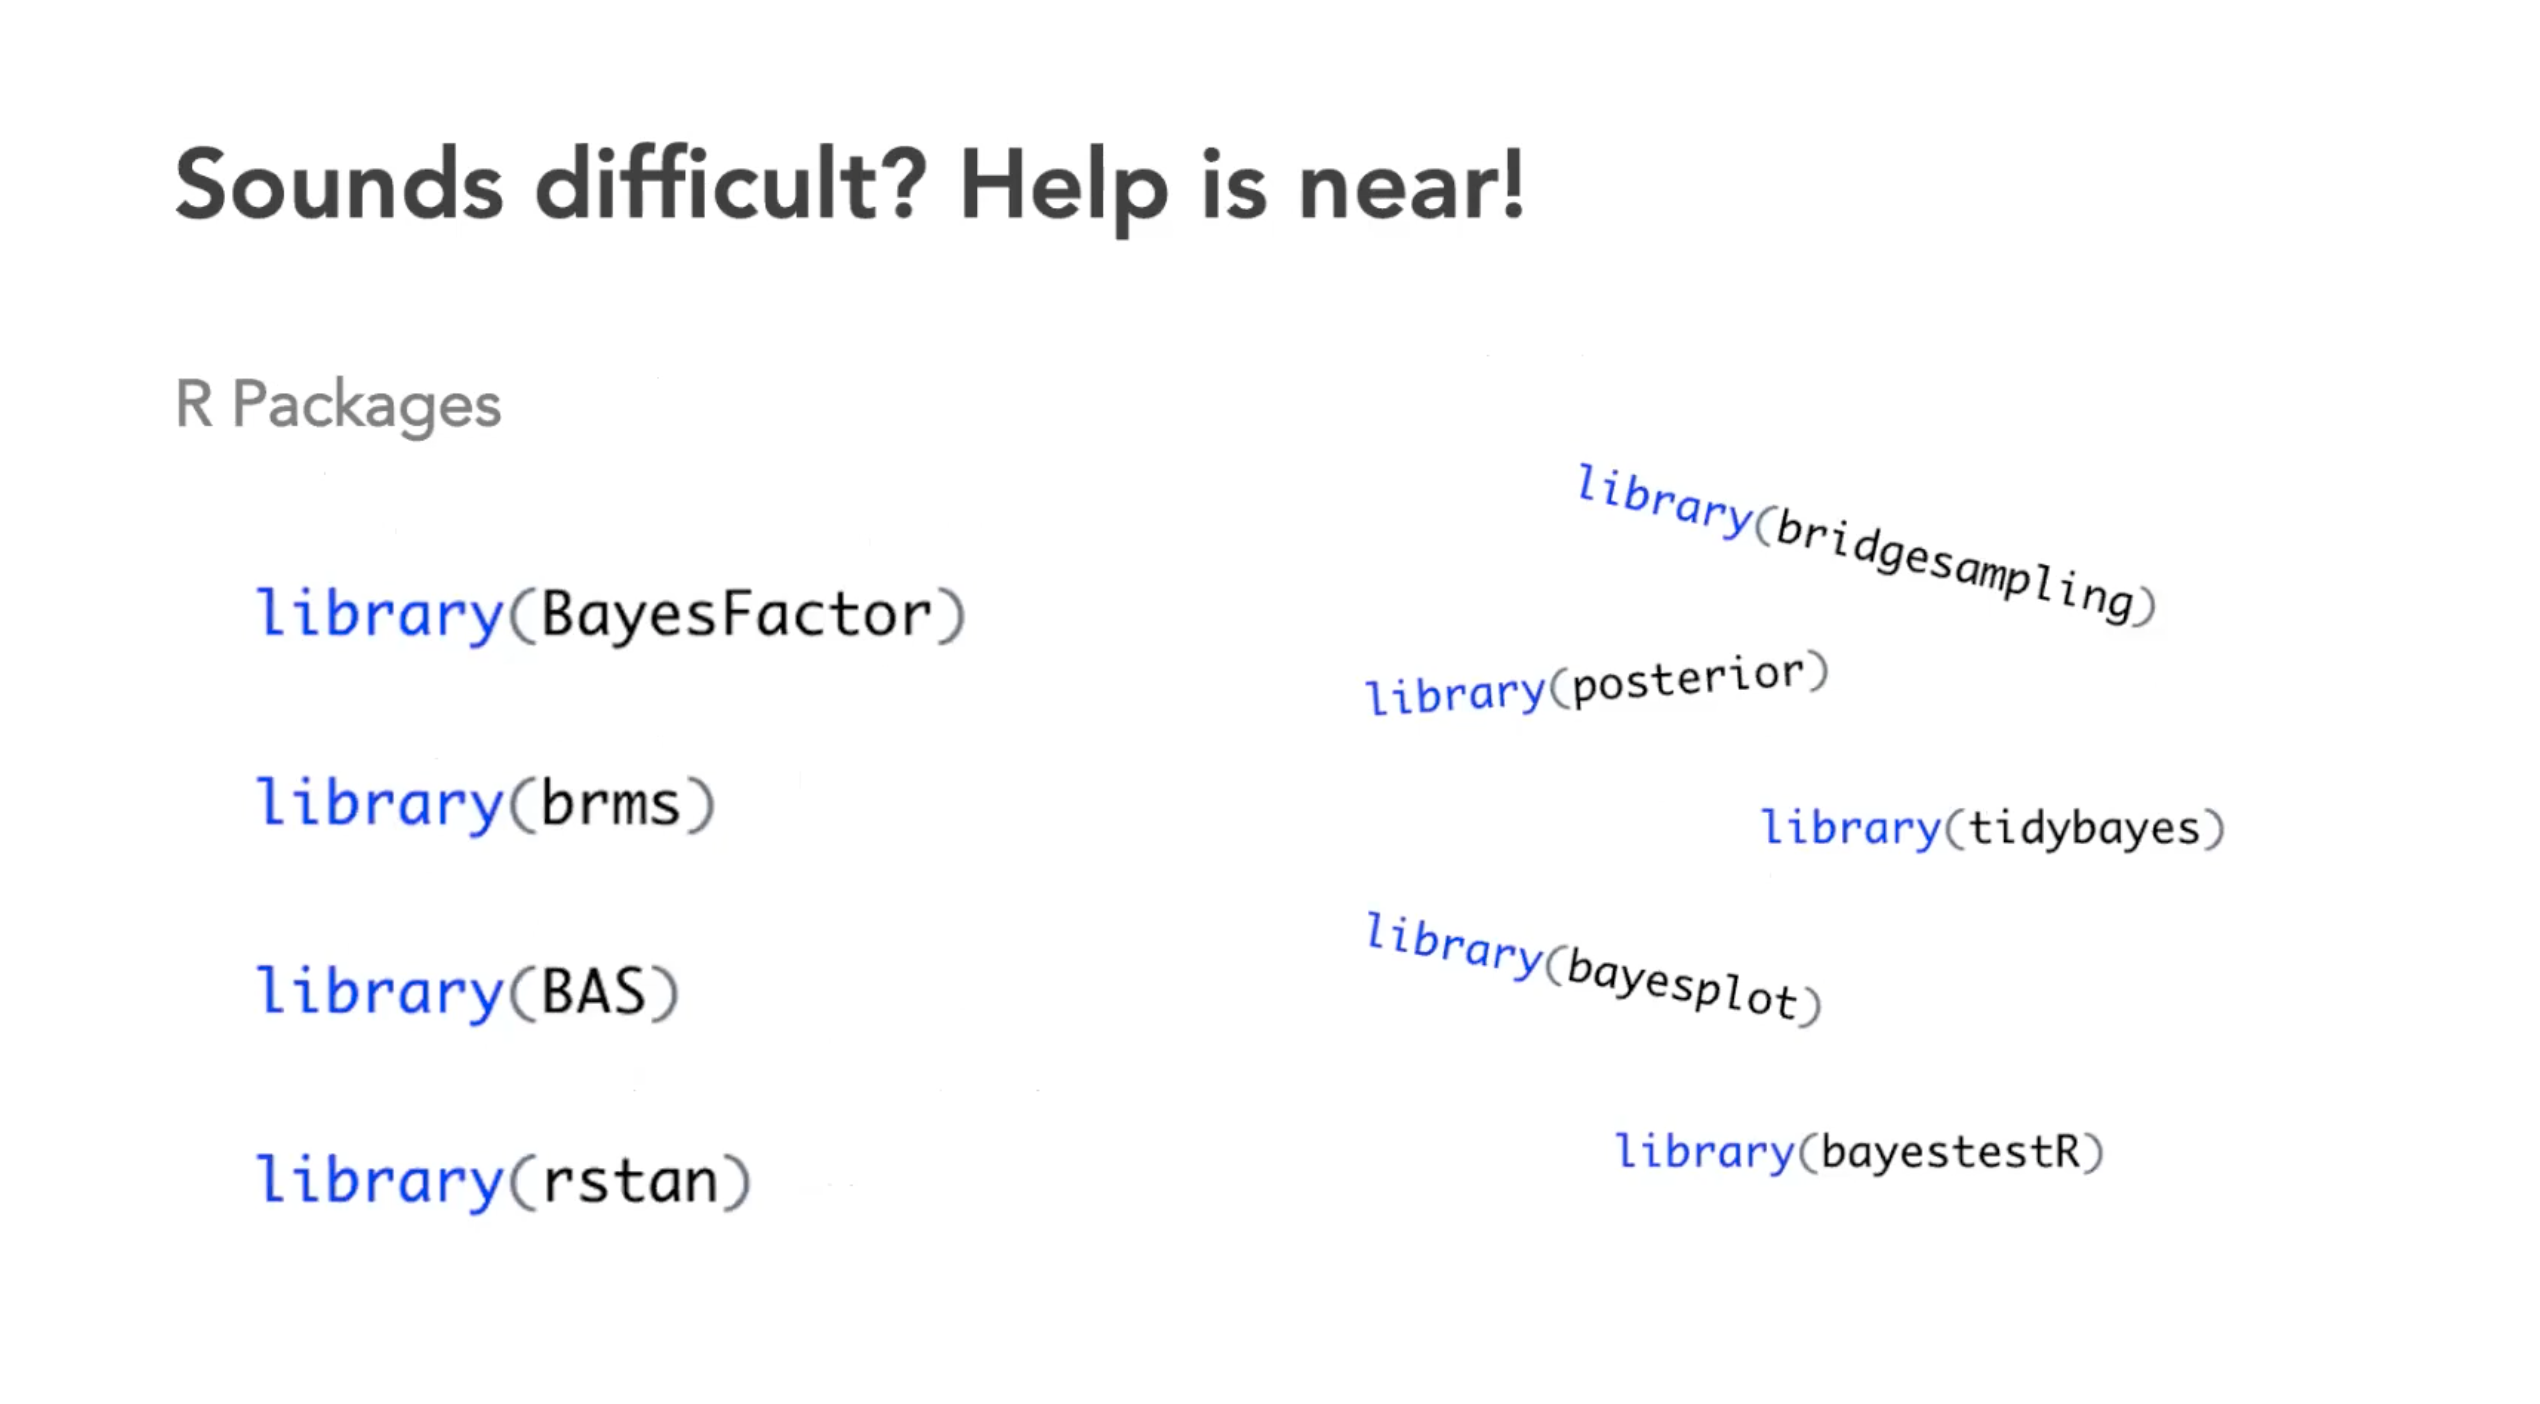 Sounds difficult? Help is near!
R Packages
library(BayesFactor)
library(brms)
library(BAS)
library(rstan)
library(bridgesampling)
library(posterior)
library(tidybayes)
library(bayesplot)
library(bayestestR)